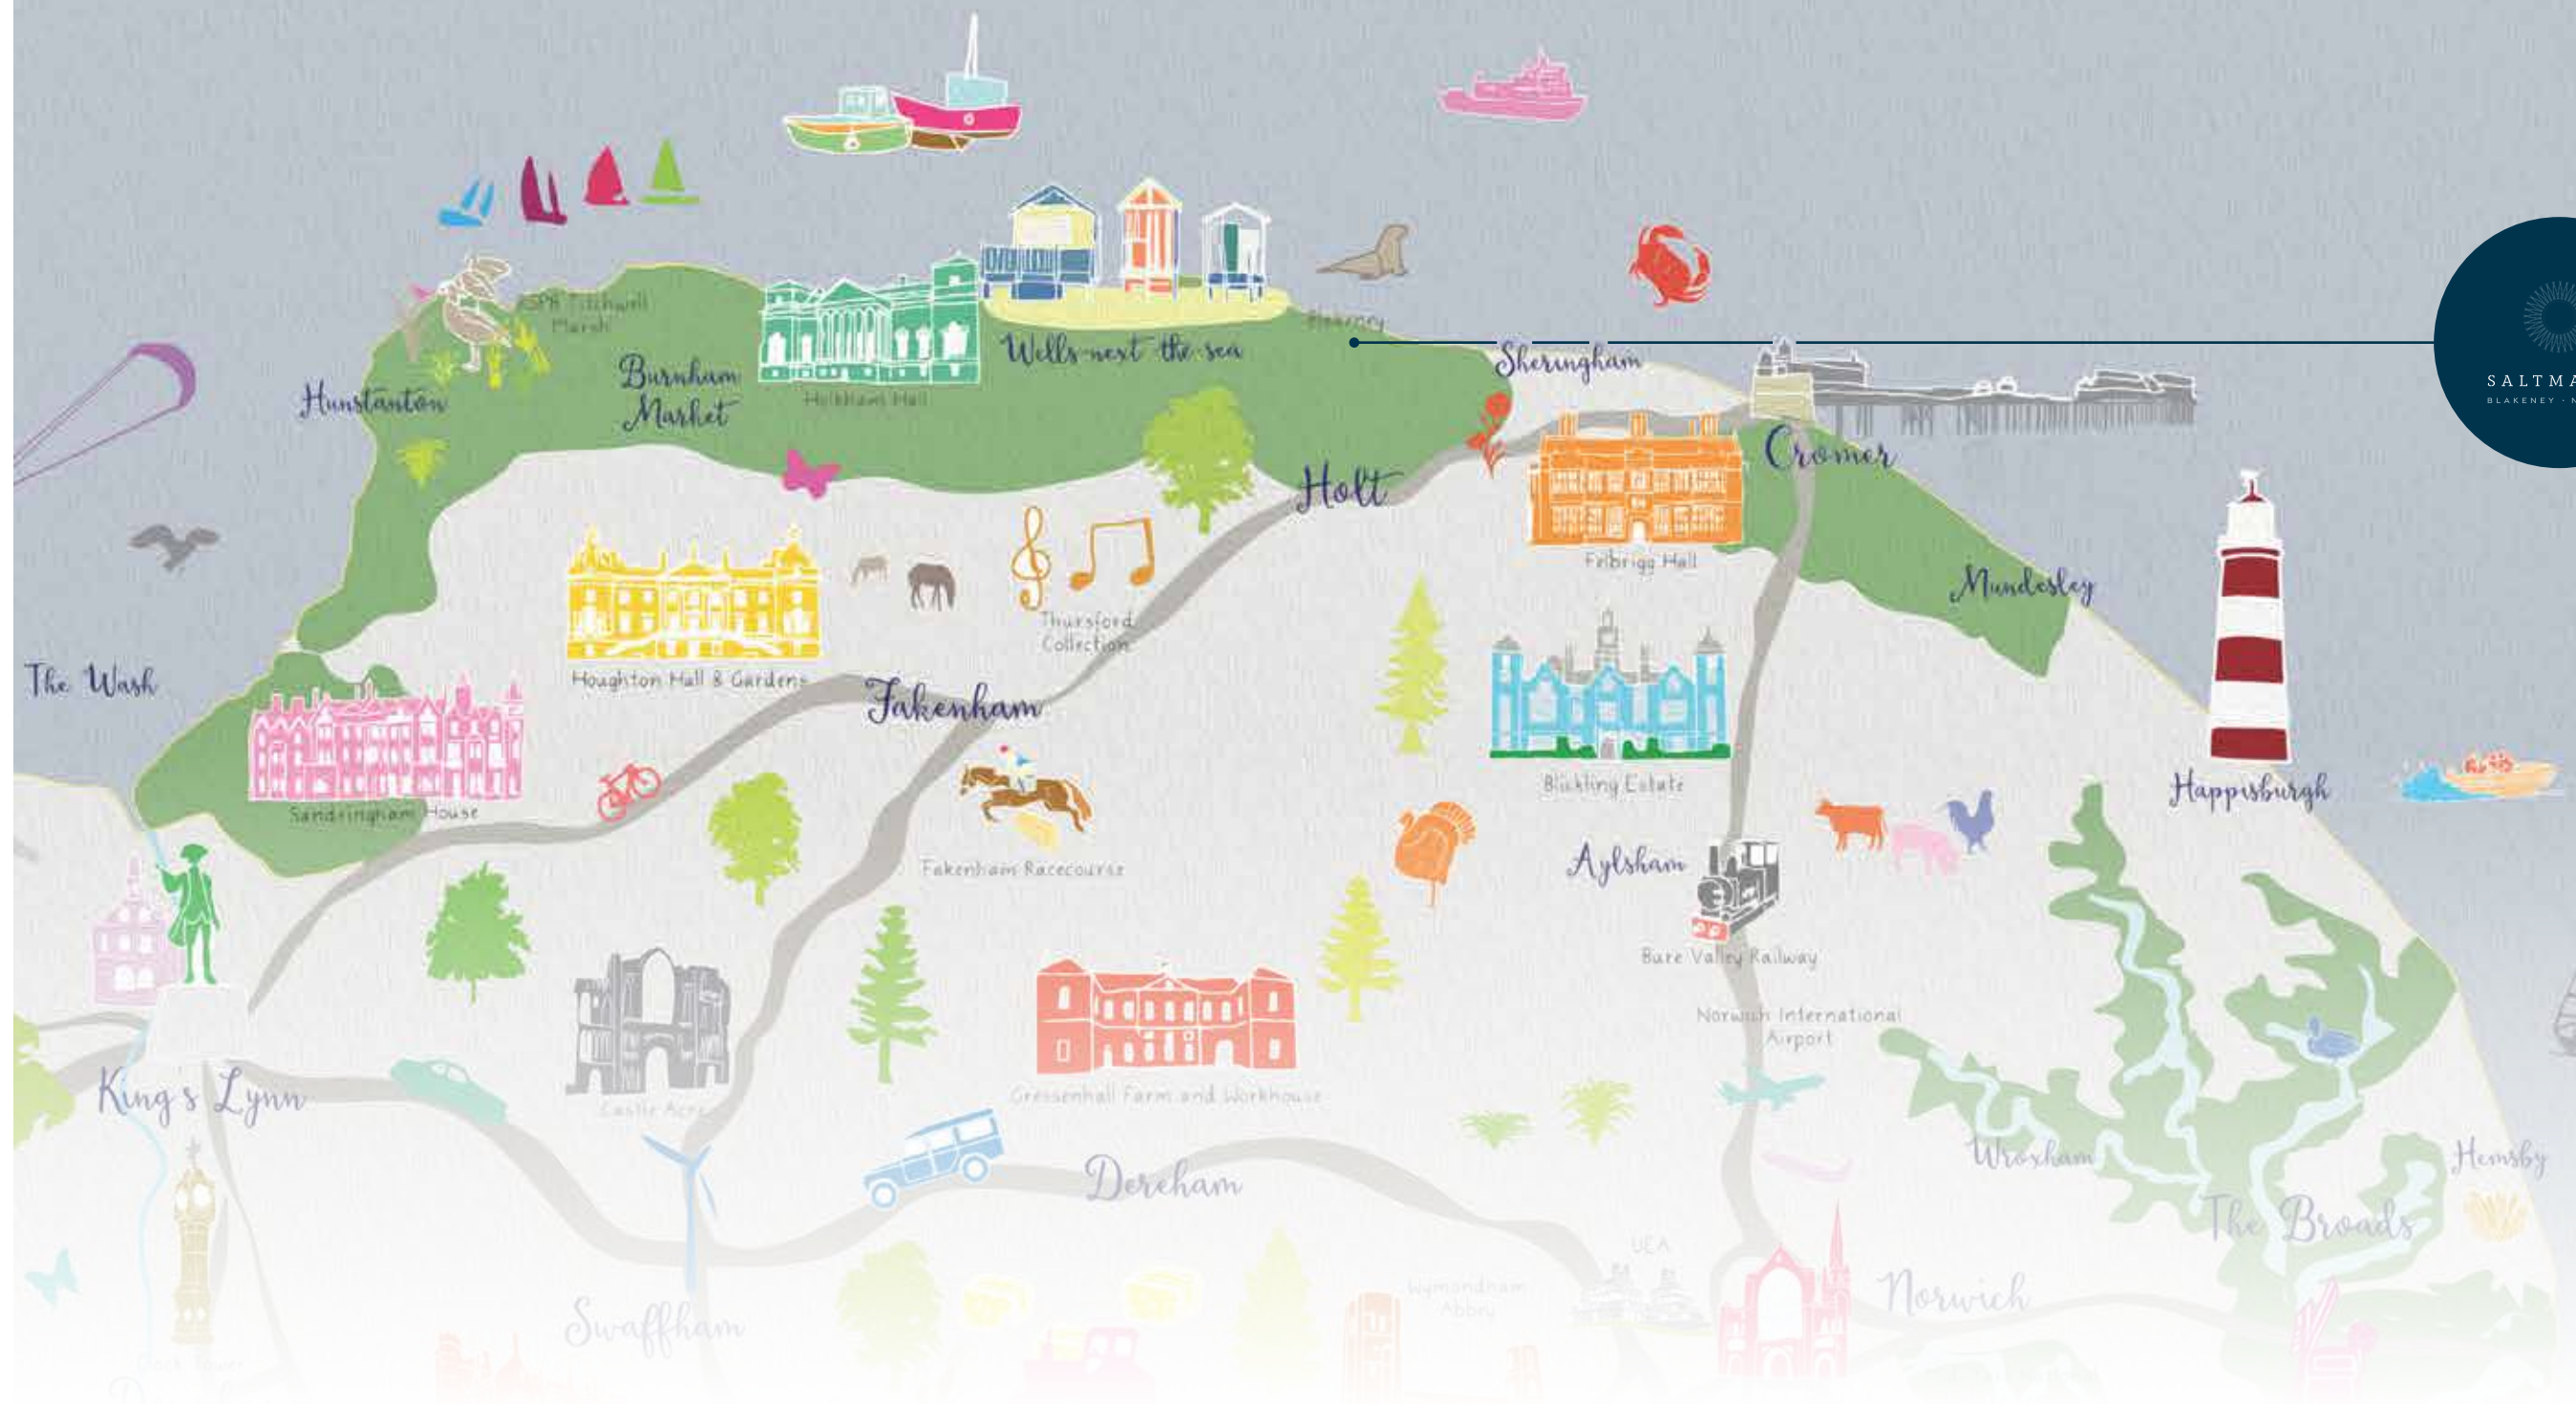 Titchwell
Marsh
Blakeney
SALTMA
BLAKENEY · N
Wells-next the-sea
Sheringham
Burnham
Market
Hunstanton
Holkham Hall
Cromer
Holt
Felbrigg Hall
Mundesley
Thursford
Collection
The Wash
Houghton Hall & Gardens
Fakenham
Blickling Estate
Happisburgh
Sandringham House
Fakenham Racecourse
Aylsham
Bure Valley Railway
Norwich International
Airport
King's Lynn
Castle Acre
Gressenhall Farm and Workhouse
Wroxham
Hemsby
Dereham
The Broads
UEA
Wymondham
Abbey
Norwich
Swaffham
Clock Tower